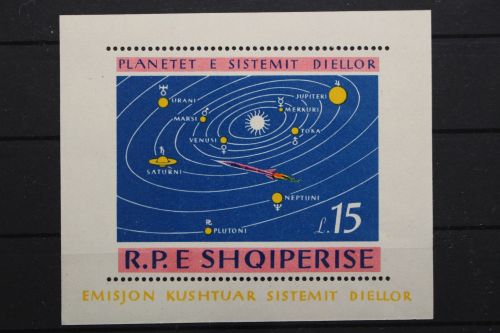 PLANETET E SISTEMIT DIELLOR
JUPITERI
URANI
MERKURI
MARSI
TOKA
VENUSI
SATURNI
NEPTUNI
PLUTONI
L.15
R.P.E SHQIPERISE
EMISJON KUSHTUAR SISTEMIT DIELLOR